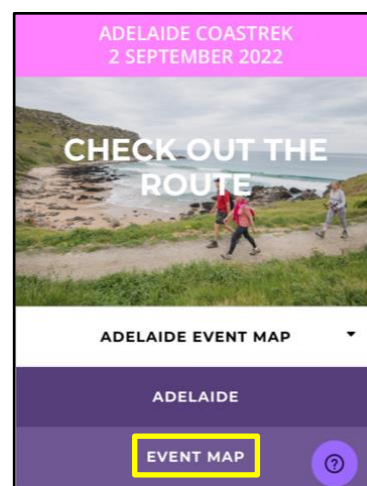 ADELAIDE COASTREK
2 SEPTEMBER 2022
CHECK OUT THE
ROUTE
ADELAIDE EVENT MAP
ADELAIDE
EVENT MAP
?